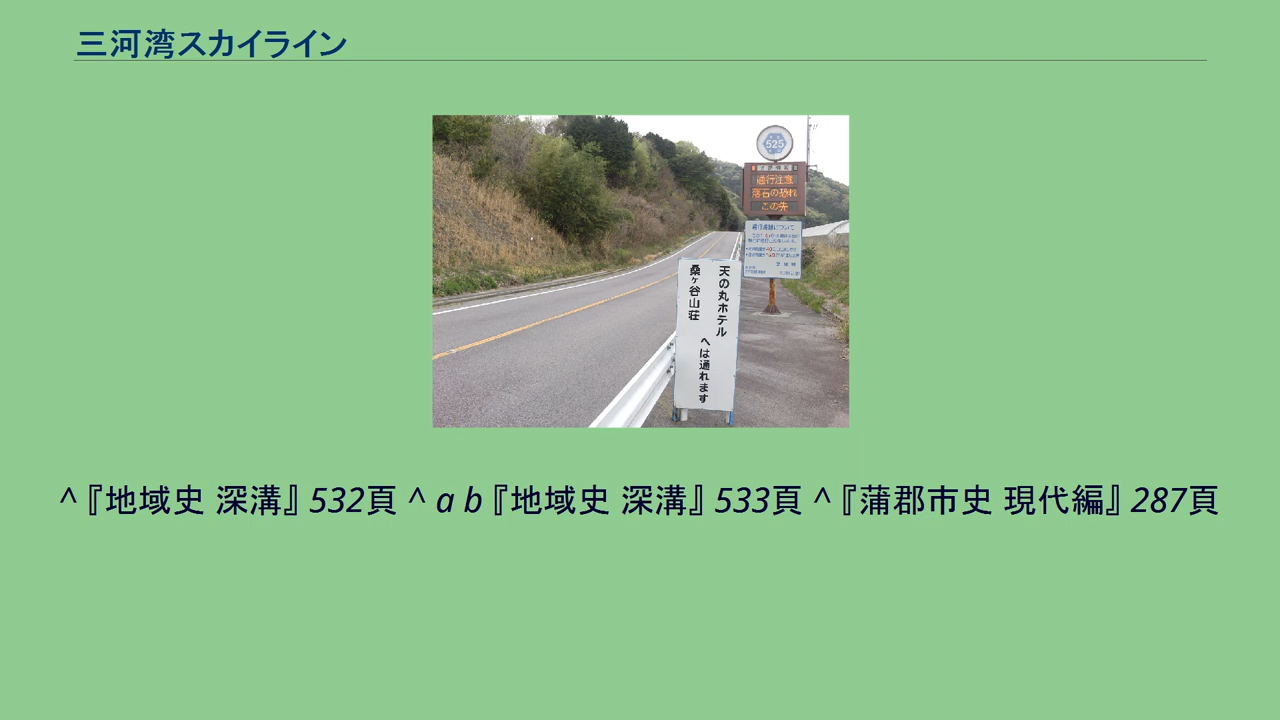 三河湾スカイライン
525
通行注意
落石の恐れ
この先
天の丸ホテル
桑ヶ谷山荘
へは通れます
^『地域史 深溝』532頁 ^ a b『地域史 深溝』533頁 ^『蒲郡市史 現代編』287頁